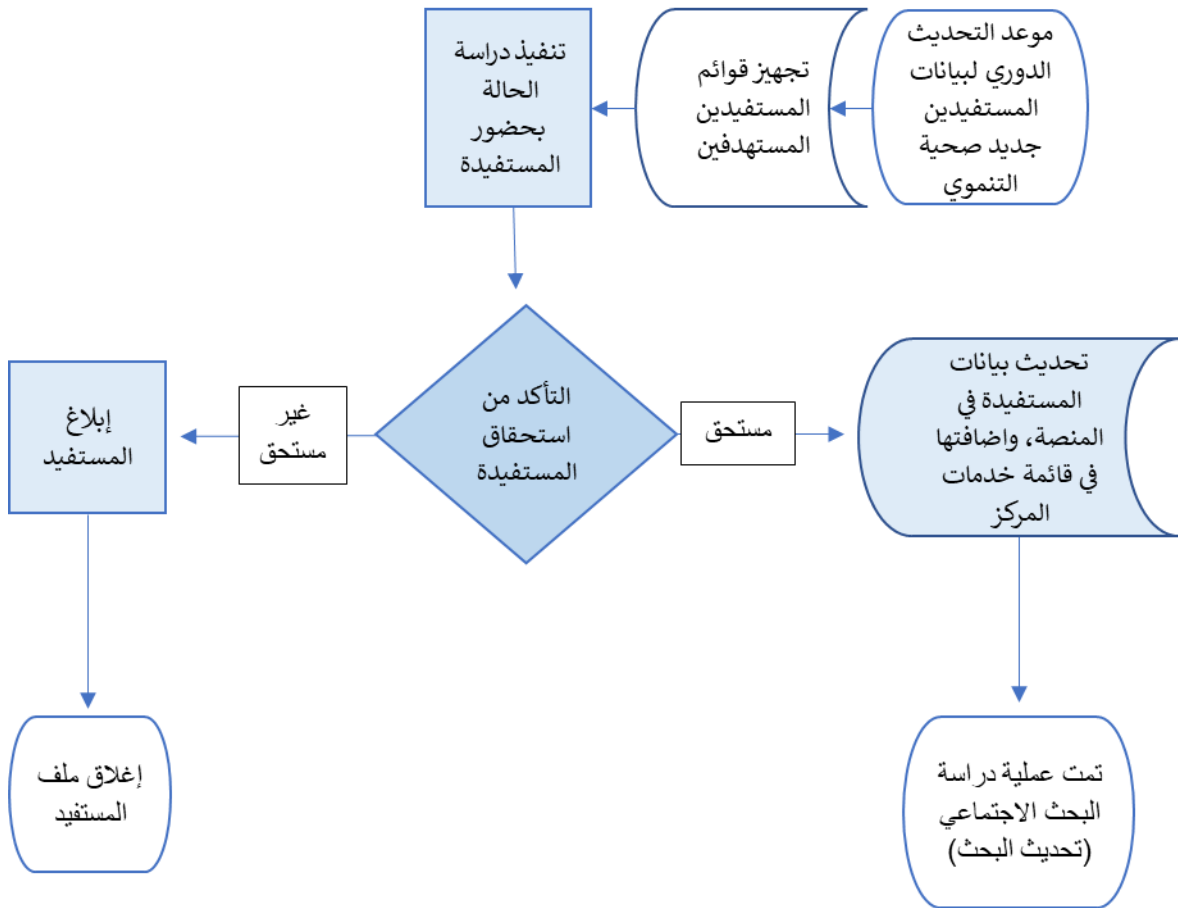 موعد التحديث
الدوري لبيانات
المستفيدين
جديد صحية
التنموي
تجهيز قوائم
المستفيدين
المستهدفين
تنفيذ دراسة
الحالة
بحضور
المستفيدة
التأكد من
استحقاق
المستفيدة
مستحق
تحديث بيانات
المستفيدة في
المنصة، واضافتها
في قائمة خدمات
المركز
تمت عملية دراسة
البحث الاجتماعي
(تحديث البحث)
غير
مستحق
إبلاغ
المستفيد
إغلاق ملف
المستفيد